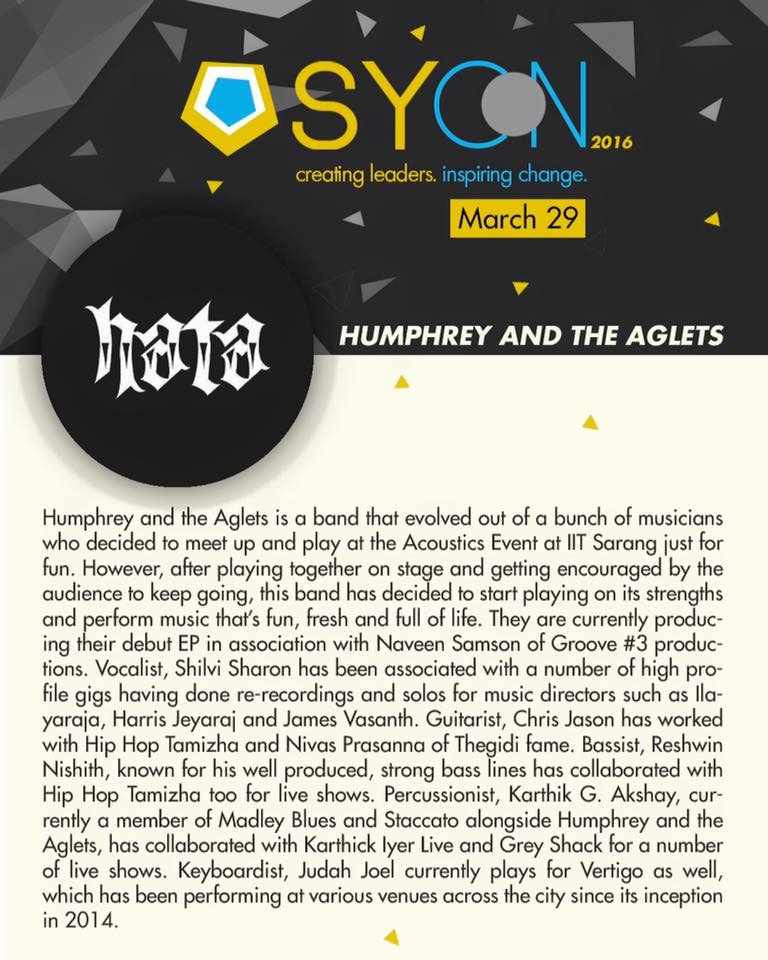 SYON 2016
creating leaders. inspiring change.
March 29
hata
HUMPHREY AND THE AGLETS
Humphrey and the Aglets is a band that evolved out of a bunch of musicians
who decided to meet up and play at the Acoustics Event at IIT Sarang just for
fun. However, after playing together on stage and getting encouraged by the
audience to keep going, this band has decided to start playing on its strengths
and perform music that's fun, fresh and full of life. They are currently produc-
ing their debut EP in association with Naveen Samson of Groove #3 produc-
tions. Vocalist, Shilvi Sharon has been associated with a number of high pro-
file gigs having done re-recordings and solos for music directors such as Ila-
yaraja, Harris Jeyaraj and James Vasanth. Guitarist, Chris Jason has worked
with Hip Hop Tamizha and Nivas Prasanna of Thegidi fame. Bassist, Reshwin
Nishith, known for his well produced, strong bass lines has collaborated with
Hip Hop Tamizha too for live shows. Percussionist, Karthik G. Akshay, cur-
rently a member of Madley Blues and Staccato alongside Humphrey and the
Aglets, has collaborated with Karthick Iyer Live and Grey Shack for a number
of live shows. Keyboardist, Judah Joel currently plays for Vertigo as well,
which has been performing at various venues across the city since its inception
in 2014.